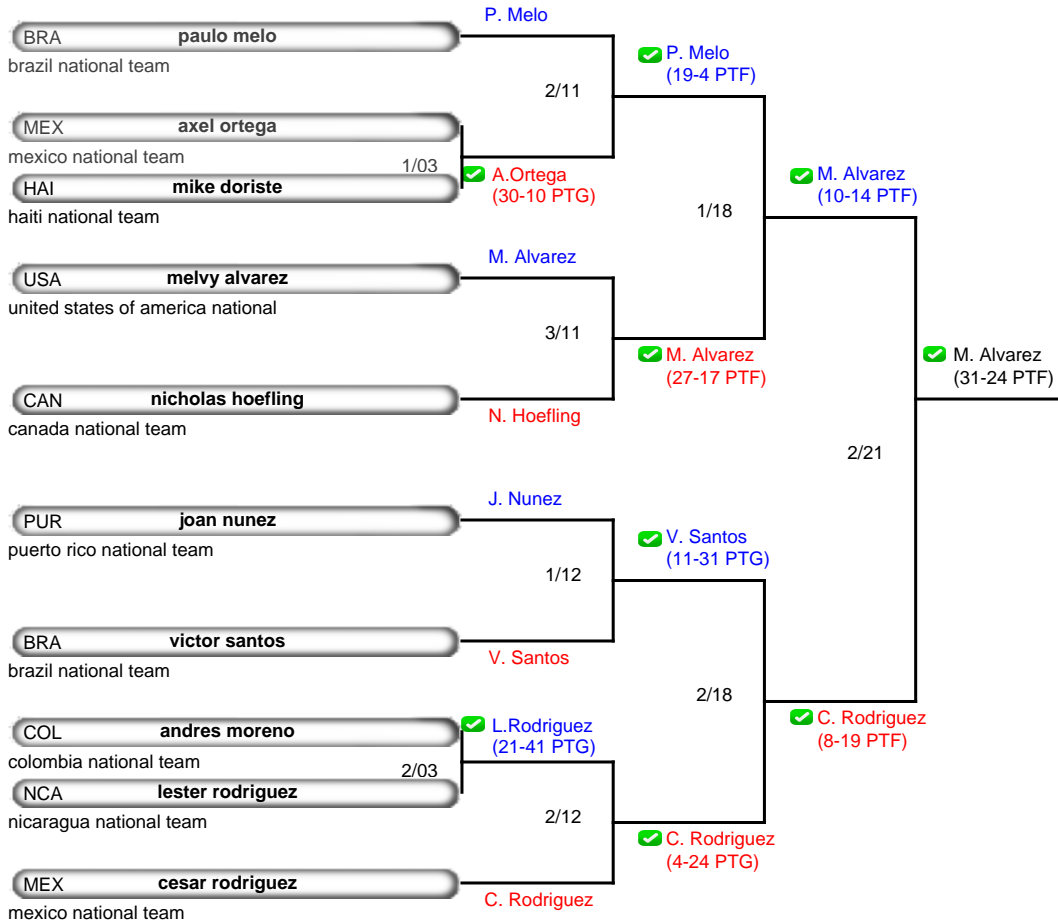 P. Melo
BRA paulo melo
brazil national team
2/11
P. Melo
(19-4 PTF)
MEX axel ortega
mexico national team
1/03
HAI mike doriste
haiti national team
A.Ortega
(30-10 PTG)
1/18
M. Alvarez
(10-14 PTF)
M. Alvarez
USA melvy alvarez
united states of america national
3/11
M. Alvarez
(27-17 PTF)
CAN nicholas hoefling
canada national team
N. Hoefling
M. Alvarez
(31-24 PTF)
2/21
J. Nunez
PUR joan nunez
puerto rico national team
1/12
V. Santos
(11-31 PTG)
BRA victor santos
brazil national team
V. Santos
2/18
C. Rodriguez
(8-19 PTF)
COL andres moreno
colombia national team
2/03
L.Rodriguez
(21-41 PTG)
NCA lester rodriguez
nicaragua national team
2/12
C. Rodriguez
(4-24 PTG)
MEX cesar rodriguez
mexico national team
C. Rodriguez